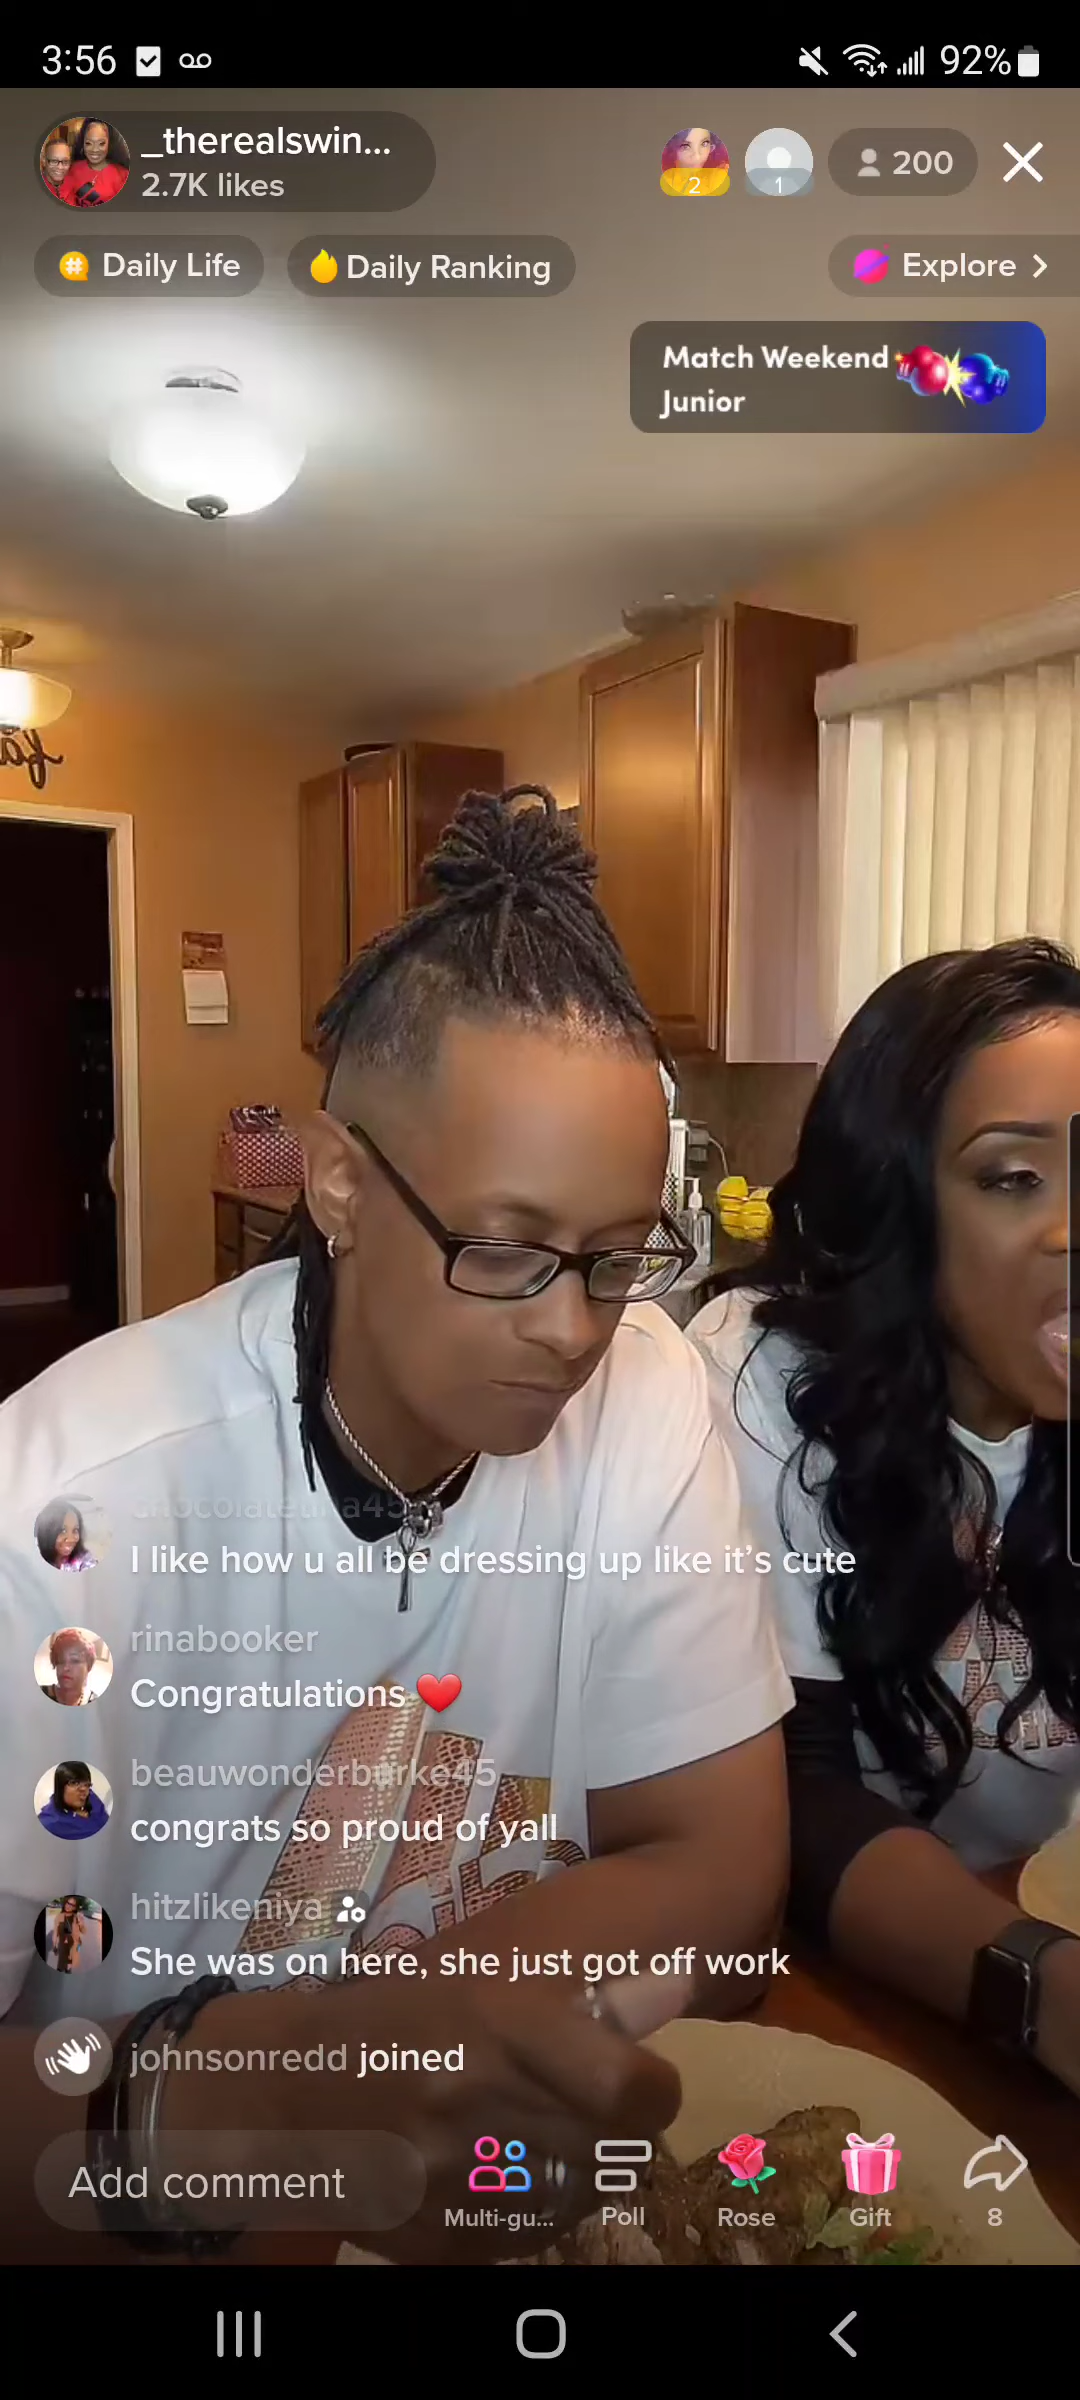 3:56 92%
_therealswin...
2.7K likes
2 1 200
Daily Life Daily Ranking Explore >
Match Weekend
Junior
I like how u all be dressing up like it's cute
rinabooker
Congratulations ❤️
beauwonderburke45
congrats so proud of yall
hitzlikeniya
She was on here, she just got off work
johnsonredd joined
Add comment
Multi-gu... Poll Rose Gift 8